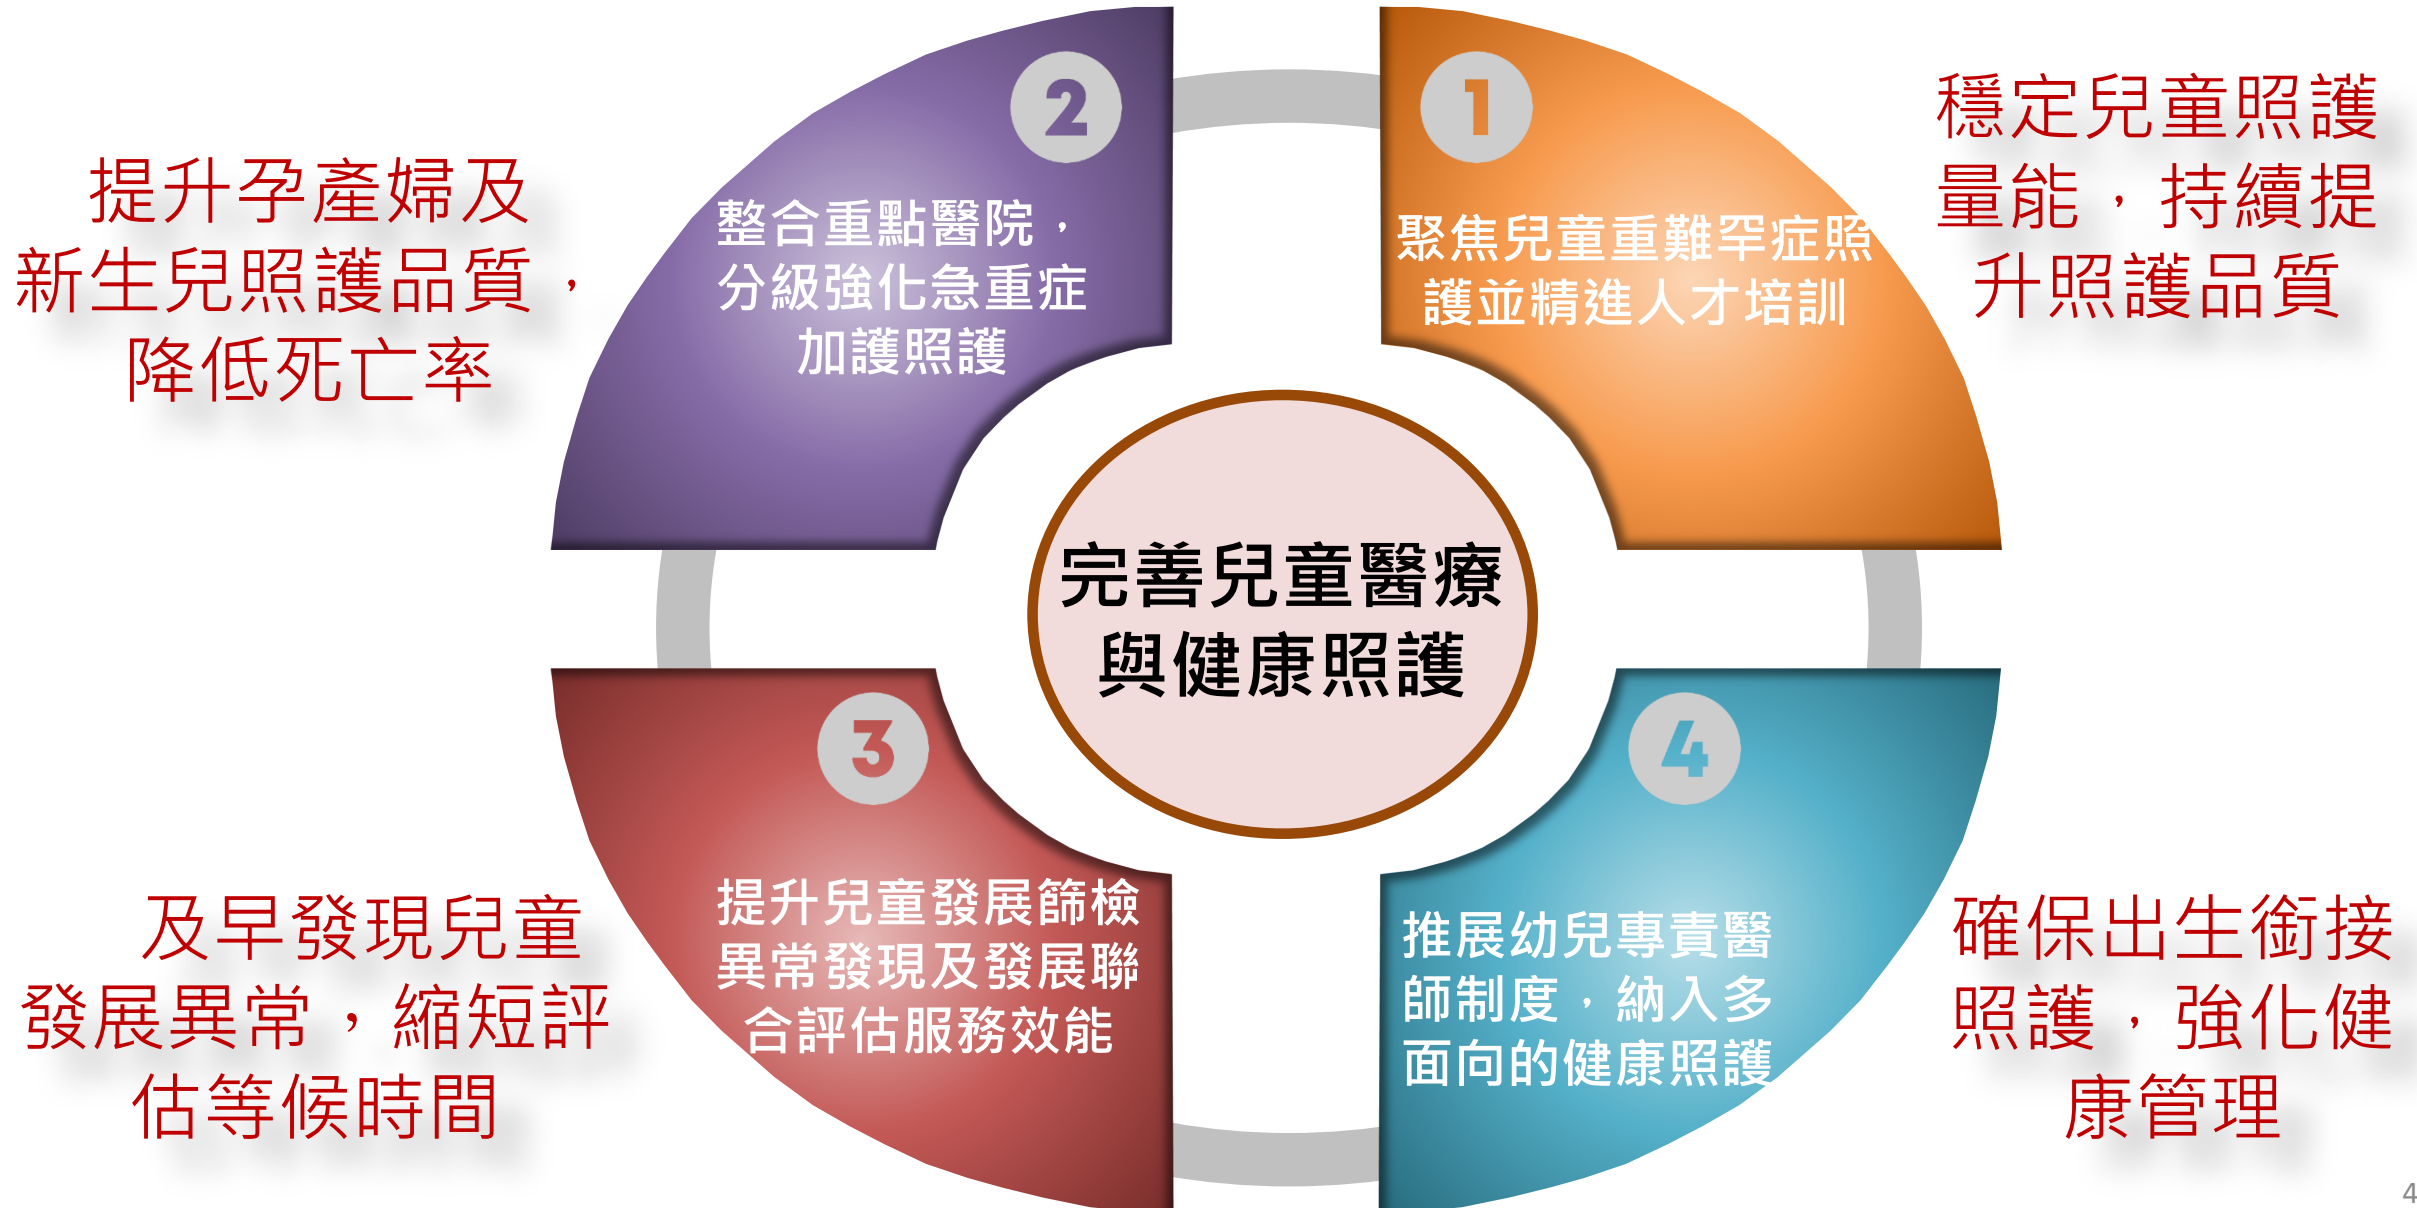 1
聚焦兒童重難罕症照
護並精進人才培訓
穩定兒童照護
量能，持續提
升照護品質
2
整合重點醫院，
分級強化急重症
加護照護
提升孕產婦及
新生兒照護品質，
降低死亡率
完善兒童醫療
與健康照護
3
提升兒童發展篩檢
異常發現及發展聯
合評估服務效能
及早發現兒童
發展異常，縮短評
估等候時間
4
推展幼兒專責醫
師制度，納入多
面向的健康照護
確保出生銜接
照護，強化健
康管理
4